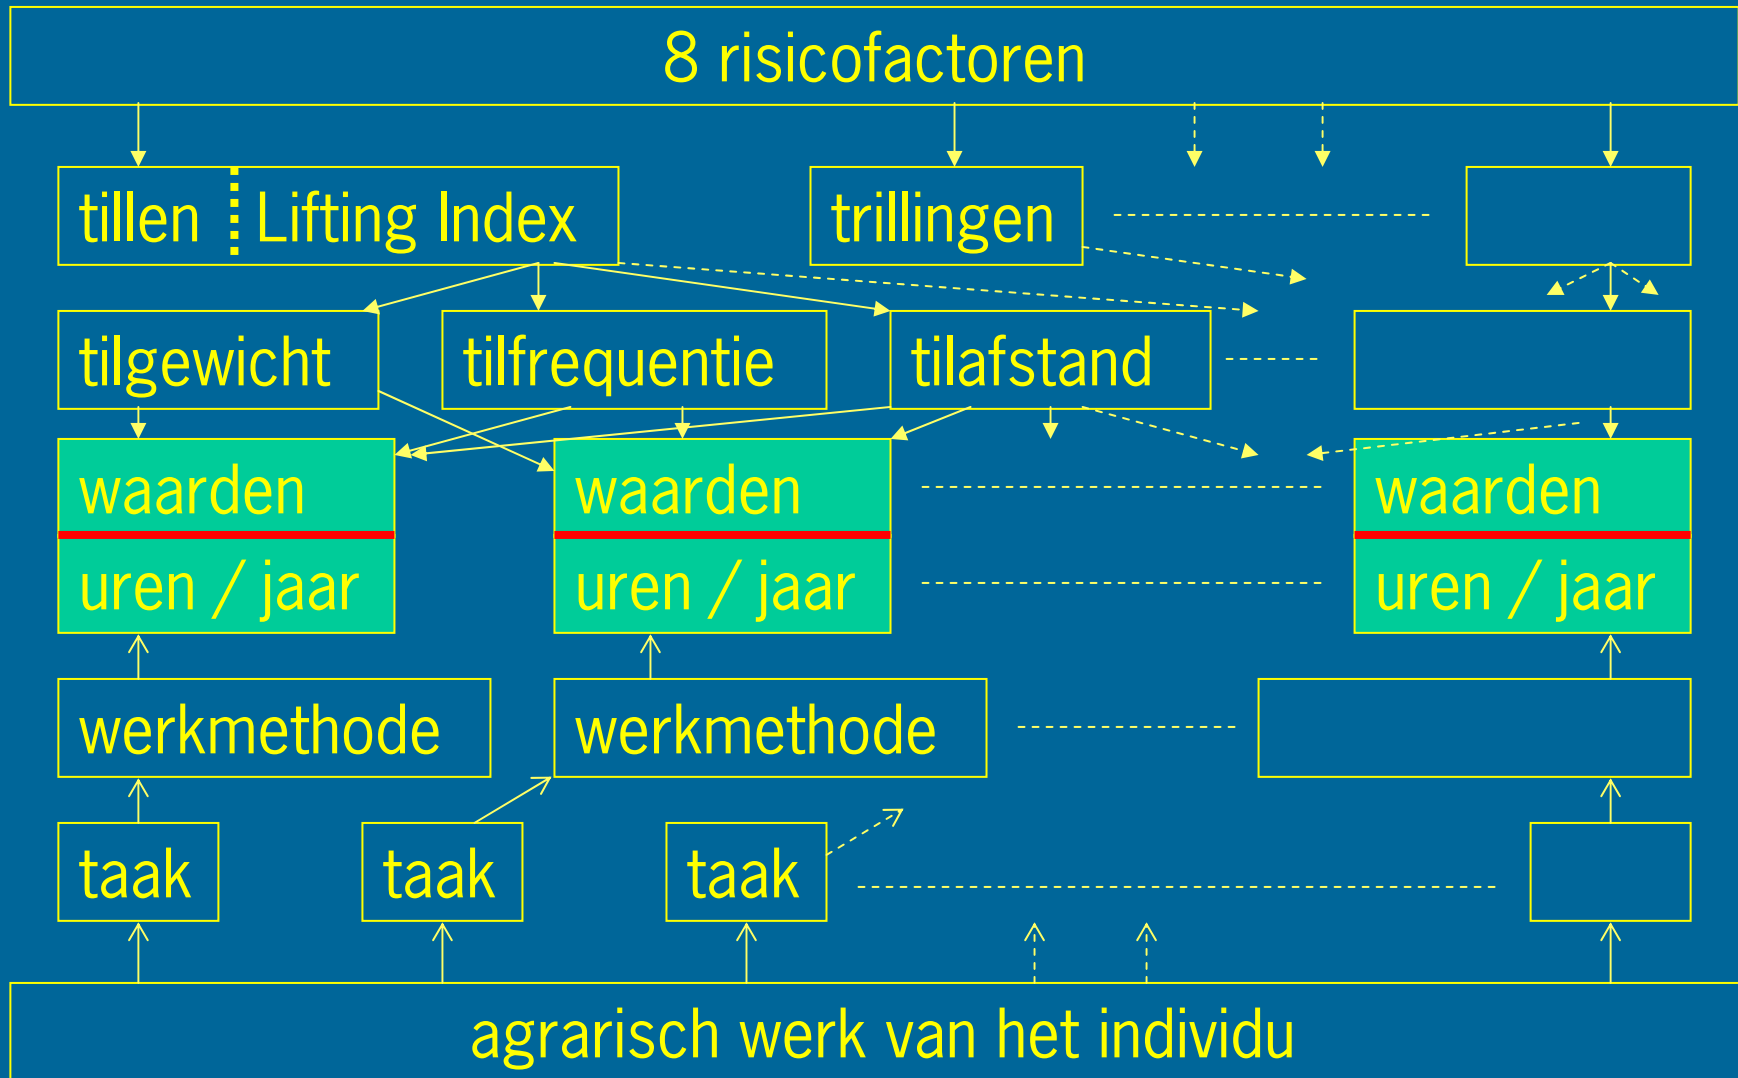 8 risicofactoren
tillen Lifting Index trillingen
tilgewicht tilfrequentie tilafstand
waarden waarden waarden
uren / jaar uren / jaar uren / jaar
werkmethode werkmethode
taak taak taak
agrarisch werk van het individu